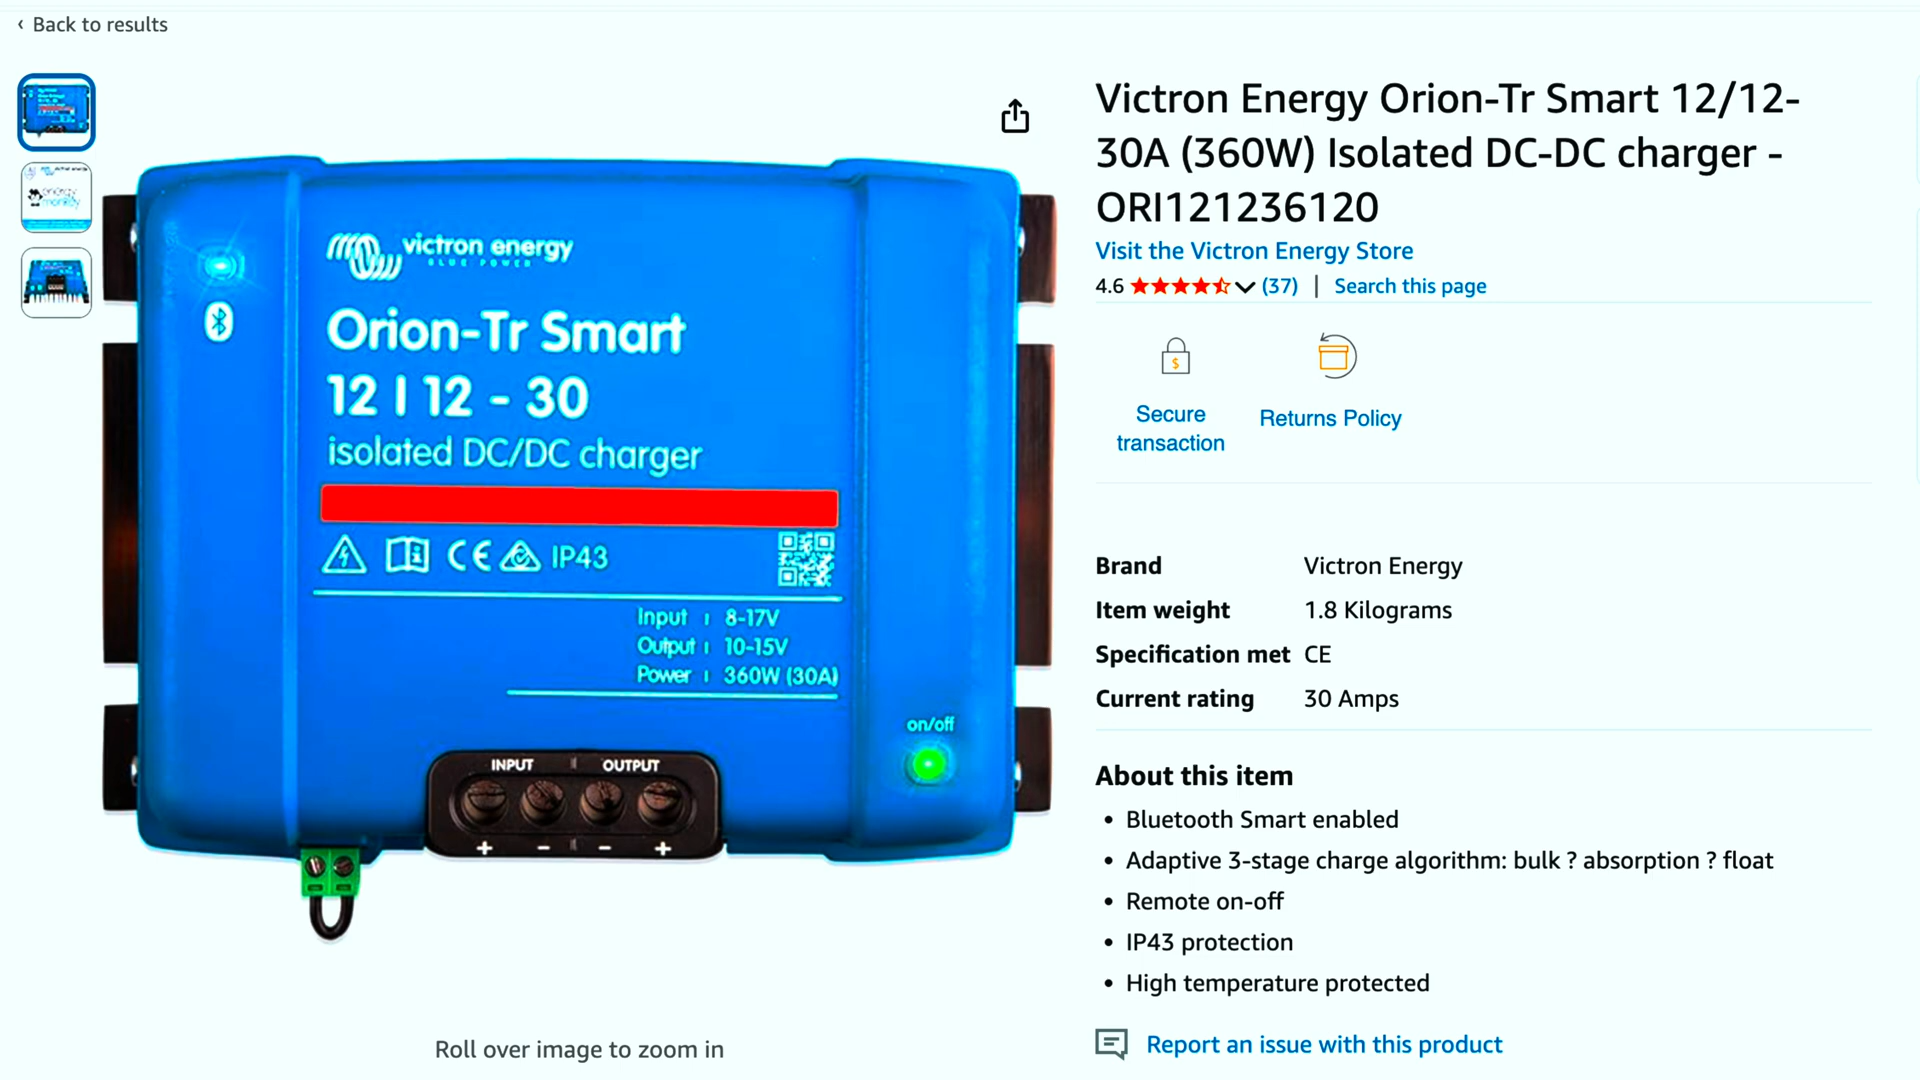 ‹ Back to results
Victron Energy Orion-Tr Smart 12/12-
30A (360W) Isolated DC-DC charger -
ORI121236120
Visit the Victron Energy Store
4.6 (37) | Search this page
Secure
transaction
Returns Policy
Brand Victron Energy
Item weight 1.8 Kilograms
Specification met CE
Current rating 30 Amps
About this item
• Bluetooth Smart enabled
• Adaptive 3-stage charge algorithm: bulk ? absorption ? float
• Remote on-off
• IP43 protection
• High temperature protected
Report an issue with this product
victron energy
BLUE POWER
Orion-Tr Smart
12 | 12 - 30
isolated DC/DC charger
CE IP43
Input : 8-17V
Output : 10-15V
Power : 360W (30A)
on/off
INPUT OUTPUT
+ - - +
energy
monkey
Roll over image to zoom in